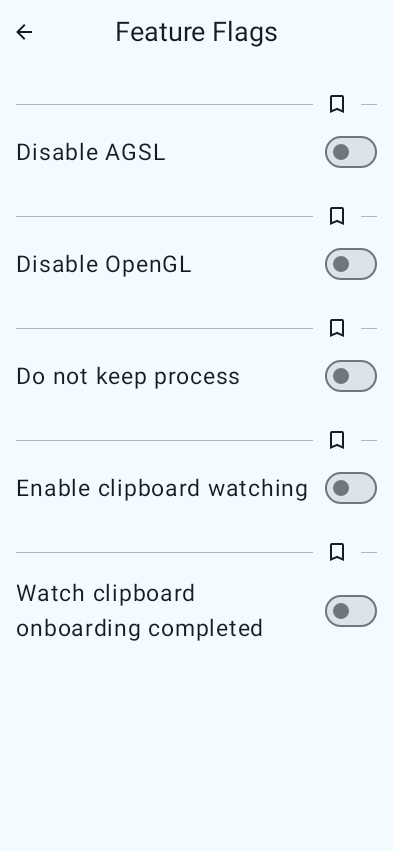 Feature Flags
Disable AGSL
Disable OpenGL
Do not keep process
Enable clipboard watching
Watch clipboard
onboarding completed